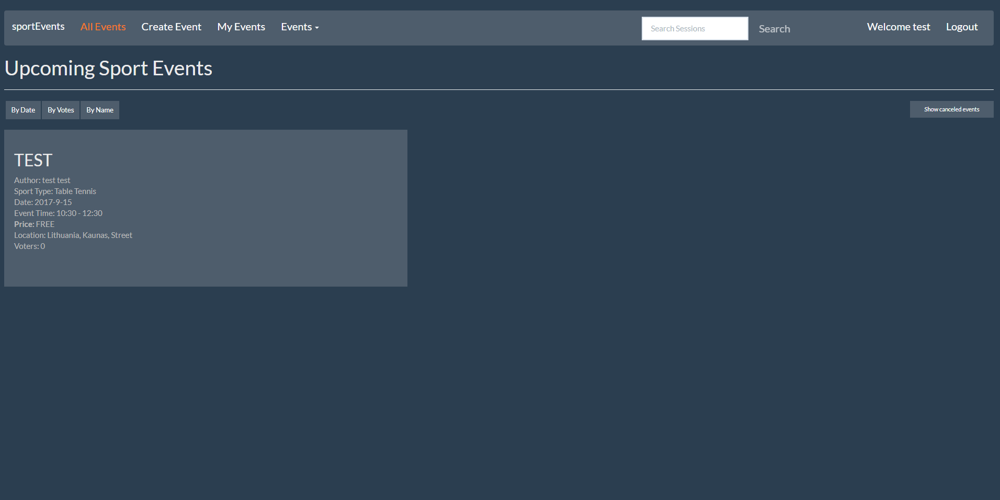 sportEvents All Events Create Event My Events Events Search Sessions Search Welcome test Logout
Upcoming Sport Events
By Date By Votes By Name Show canceled events
TEST
Author: test test
Sport Type: Table Tennis
Date: 2017-9-15
Event Time: 10:30 - 12:30
Price: FREE
Location: Lithuania, Kaunas, Street
Voters: 0